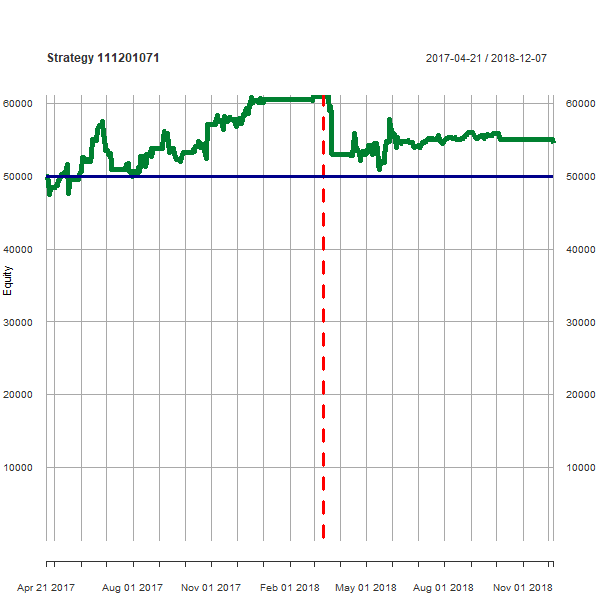 Strategy 111201071
2017-04-21 / 2018-12-07
60000
60000
50000
50000
40000
40000
30000
30000
20000
20000
10000
10000
Equity
Apr 21 2017
Aug 01 2017
Nov 01 2017
Feb 01 2018
May 01 2018
Aug 01 2018
Nov 01 2018